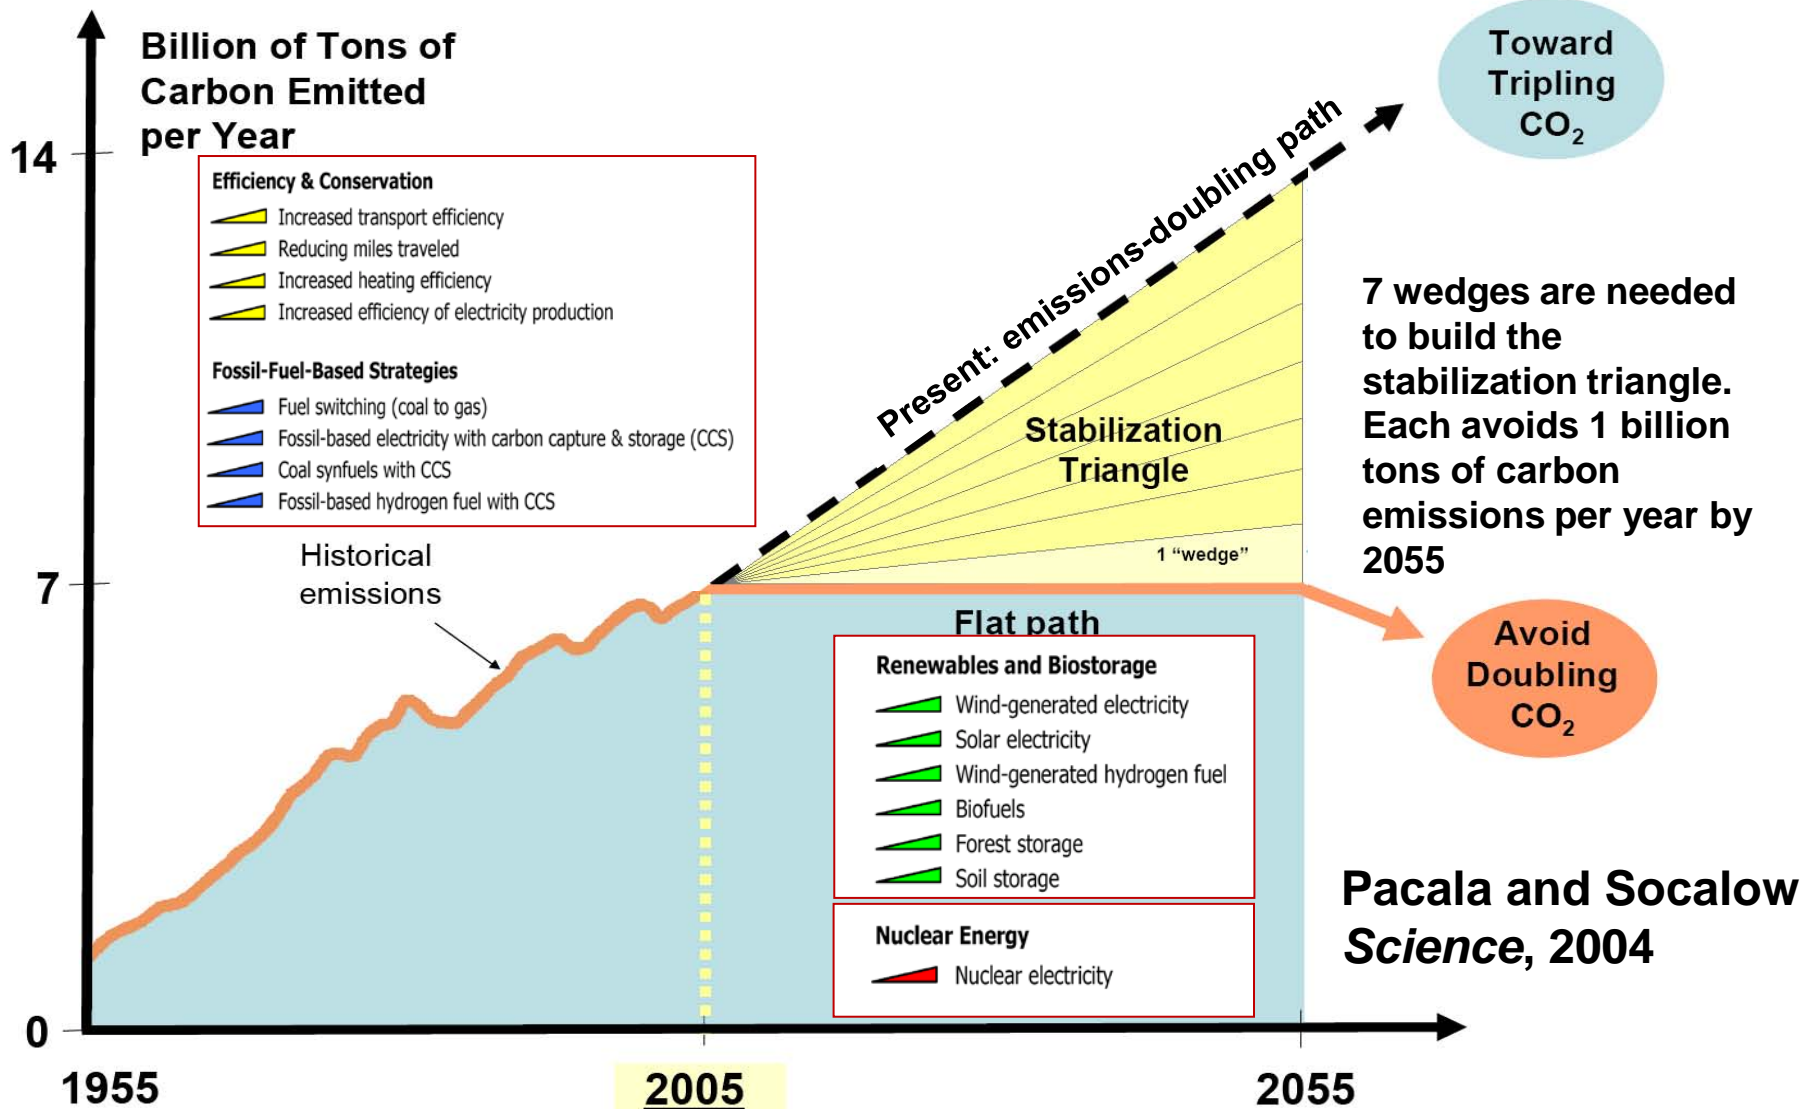 Billion of Tons of
Carbon Emitted
per Year
14
7
0
Efficiency & Conservation
Increased transport efficiency
Reducing miles traveled
Increased heating efficiency
Increased efficiency of electricity production
Fossil-Fuel-Based Strategies
Fuel switching (coal to gas)
Fossil-based electricity with carbon capture & storage (CCS)
Coal synfuels with CCS
Fossil-based hydrogen fuel with CCS
Historical
emissions
Present: emissions-doubling path
Toward
Tripling
CO₂
Stabilization
Triangle
1 “wedge”
7 wedges are needed
to build the
stabilization triangle.
Each avoids 1 billion
tons of carbon
emissions per year by
2055
Flat path
Renewables and Biostorage
Wind-generated electricity
Solar electricity
Wind-generated hydrogen fuel
Biofuels
Forest storage
Soil storage
Nuclear Energy
Nuclear electricity
Avoid
Doubling
CO₂
Pacala and Socalow
Science, 2004
1955
2005
2055